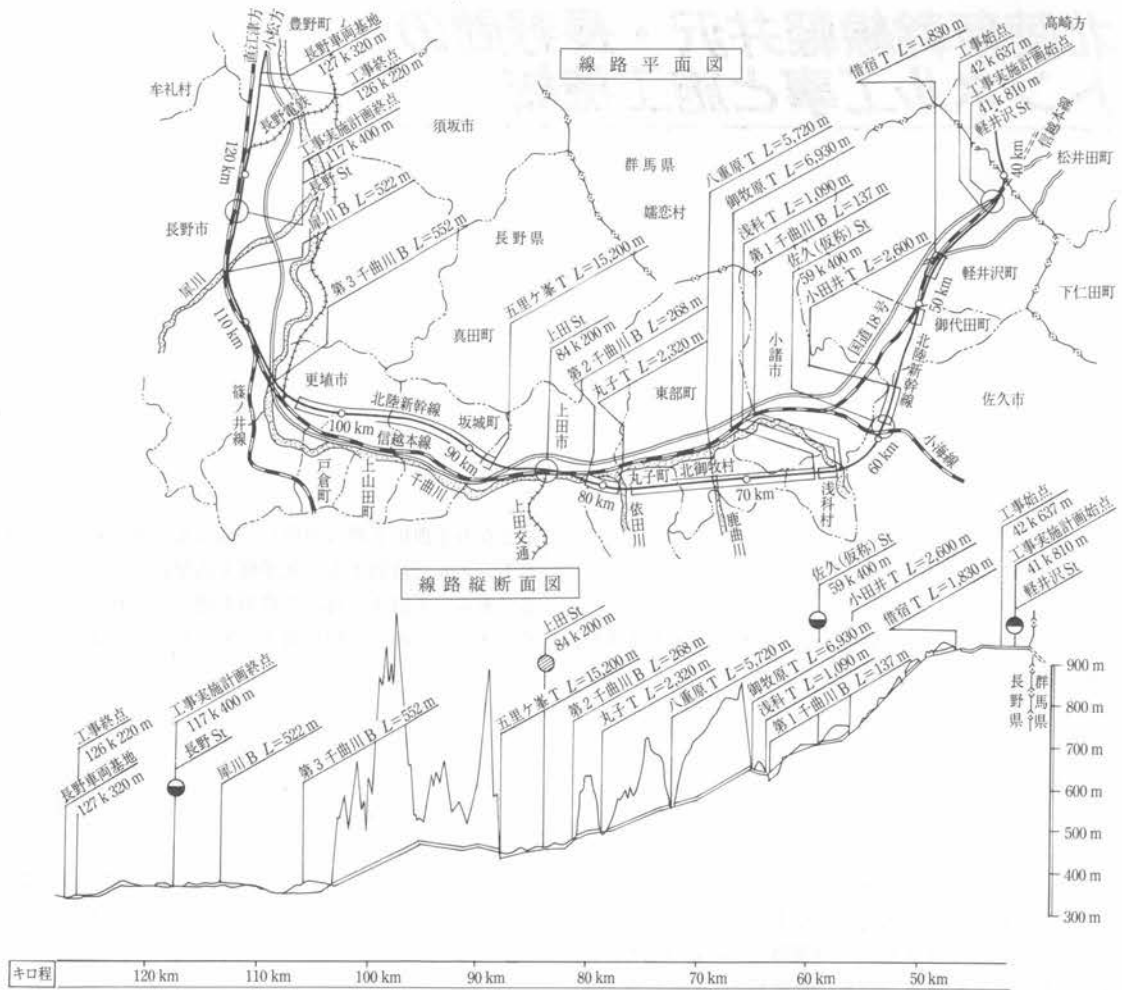 線路平面図
高崎方
直江津方
小松方
豊野町
長野車両基地
127 k 320 m
工事終点
126 k 220 m
長野電鉄
工事実施計画終点
117 k 400 m
長野 St
犀川 B L=522 m
第3千曲川 B L=552 m
牟礼村
須坂市
群馬県
嬬恋村
長野県
真田町
長野市
犀川
120 km
110 km
篠ノ井線
更埴市
北陸新幹線
100 km
信越本線
90 km
坂城町
戸倉町
上山田町
千曲川
五里ケ峯 T L=15,200 m
上田 St
84 k 200 m
第2千曲川 B L=268 m
丸子 T L=2,320 m
上田市
上田交通
東部町
80 km
丸子町
北御牧村
依田川
70 km
鹿曲川
浅科村
八重原 T L=5,720 m
御牧原 T L=6,930 m
浅科 T L=1,090 m
第1千曲川 B L=137 m
佐久(仮称) St
59 k 400 m
小田井 T L=2,600 m
小諸市
国道18号
借宿 T L=1,830 m
工事始点
42 k 637 m
工事実施計画始点
41 k 810 m
軽井沢 St
40 km
信越本線
松井田町
軽井沢町
50 km
下仁田町
御代田町
北陸新幹線
佐久市
60 km
小海線
線路縦断面図
長野車両基地
127 k 320 m
工事終点
126 k 220 m
工事実施計画終点
117 k 400 m
長野 St
犀川 B L=522 m
第3千曲川 B L=552 m
五里ケ峯 T L=15,200 m
上田 St
84 k 200 m
第2千曲川 B L=268 m
丸子 T L=2,320 m
八重原 T L=5,720 m
御牧原 T L=6,930 m
浅科 T L=1,090 m
第1千曲川 B L=137 m
佐久(仮称) St
59 k 400 m
小田井 T L=2,600 m
借宿 T L=1,830 m
工事始点
42 k 637 m
工事実施計画始点
41 k 810 m
軽井沢 St
長野県
群馬県
900 m
800 m
700 m
600 m
500 m
400 m
300 m
キロ程
120 km
110 km
100 km
90 km
80 km
70 km
60 km
50 km